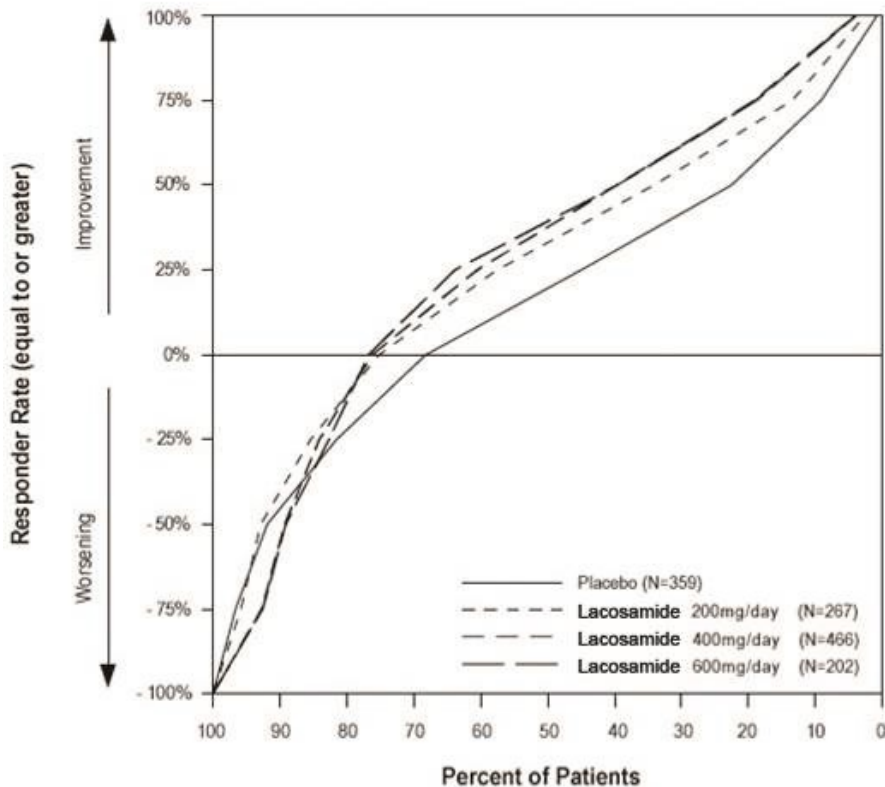 Responder Rate (equal to or greater)
Improvement
Worsening
100%
75%
50%
25%
0%
- 25%
- 50%
- 75%
- 100%
Placebo (N=359)
Lacosamide 200mg/day (N=267)
Lacosamide 400mg/day (N=466)
Lacosamide 600mg/day (N=202)
100 90 80 70 60 50 40 30 20 10 0
Percent of Patients